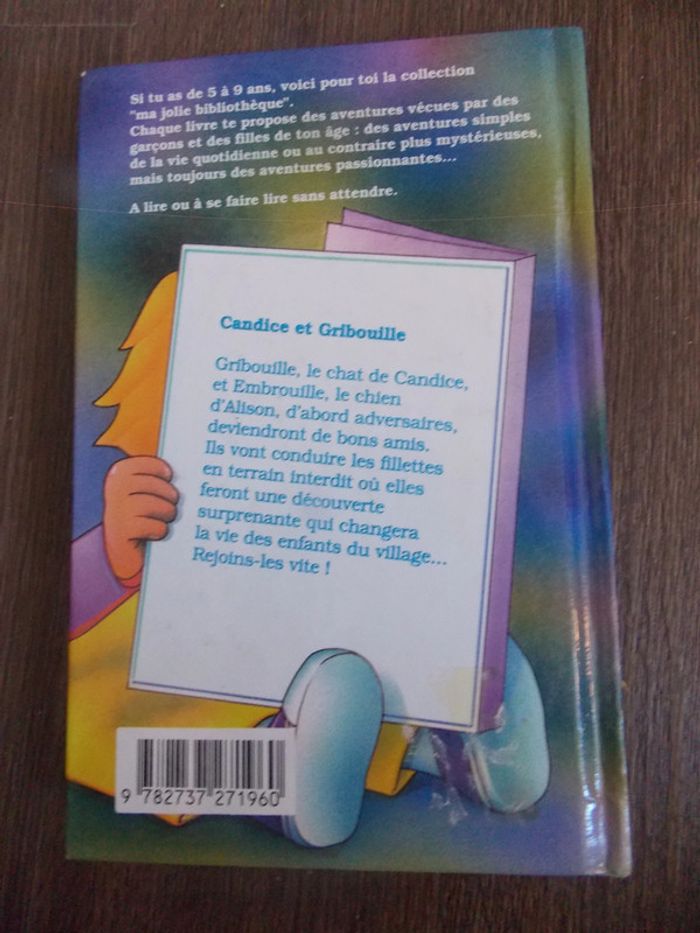 Si tu as de 5 à 9 ans, voici pour toi la collection
"ma jolie bibliothèque".
Chaque livre te propose des aventures vécues par des
garçons et des filles de ton âge : des aventures simples
de la vie quotidienne ou au contraire plus mystérieuses,
mais toujours des aventures passionnantes...
A lire ou à se faire lire sans attendre.
Candice et Gribouille
Gribouille, le chat de Candice,
et Embrouille, le chien
d'Alison, d'abord adversaires,
deviendront de bons amis.
Ils vont conduire les fillettes
en terrain interdit où elles
feront une découverte
surprenante qui changera
la vie des enfants du village...
Rejoins-les vite !
9 782737 271960